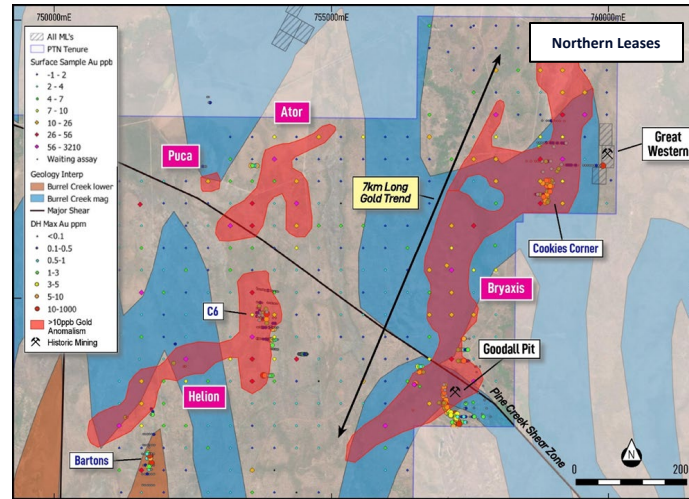 750000mE
755000mE
760000mE
Northern Leases
All ML's
PTN Tenure
Surface Sample Au ppb
-1 - 2
2 - 4
4 - 7
7 - 10
10 - 26
26 - 56
56 - 3210
Waiting assay
Geology Interp
Burrel Creek lower
Burrel Creek mag
Major Shear
DH Max Au ppm
<0.1
0.1-0.5
0.5-1
1-3
3-5
5-10
10-1000
>10ppb Gold
Anomalism
Historic Mining
Ator
Puca
Great
Western
7km Long
Gold Trend
Cookies Corner
Bryaxis
C6
Goodall Pit
Helion
Pine Creek Shear Zone
Bartons
N
0
200